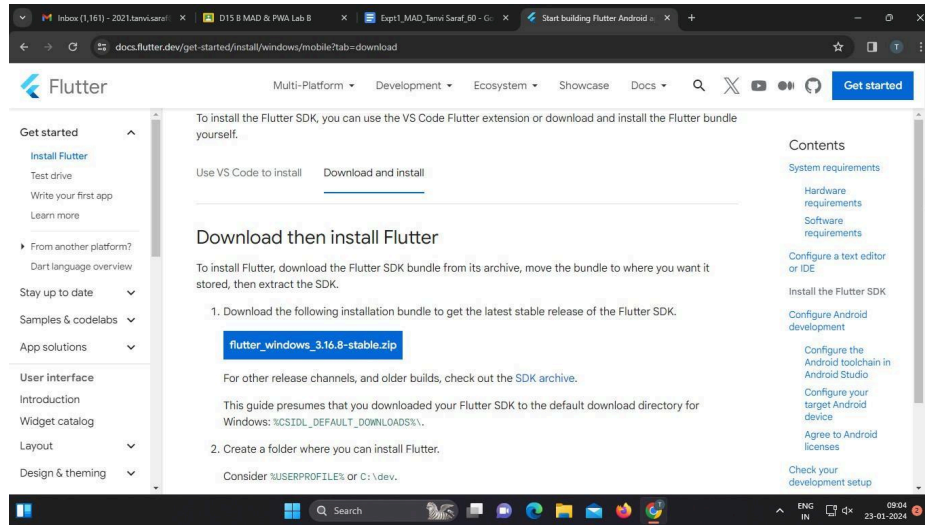 Inbox (1,161) - 2021.tanvi.saraf
D15 B MAD & PWA Lab B
Expt1_MAD_Tanvi Saraf_60 - Go
Start building Flutter Android a
docs.flutter.dev/get-started/install/windows/mobile?tab=download
T
Flutter
Multi-Platform
Development
Ecosystem
Showcase
Docs
Get started
Get started
Install Flutter
Test drive
Write your first app
Learn more
From another platform?
Dart language overview
Stay up to date
Samples & codelabs
App solutions
User interface
Introduction
Widget catalog
Layout
Design & theming
To install the Flutter SDK, you can use the VS Code Flutter extension or download and install the Flutter bundle
yourself.
Use VS Code to install
Download and install
Download then install Flutter
To install Flutter, download the Flutter SDK bundle from its archive, move the bundle to where you want it
stored, then extract the SDK.
1. Download the following installation bundle to get the latest stable release of the Flutter SDK.
flutter_windows_3.16.8-stable.zip
For other release channels, and older builds, check out the SDK archive.
This guide presumes that you downloaded your Flutter SDK to the default download directory for
Windows: %CSIDL_DEFAULT_DOWNLOADS%\.
2. Create a folder where you can install Flutter.
Consider %USERPROFILE% or C:\dev.
Contents
System requirements
Hardware
requirements
Software
requirements
Configure a text editor
or IDE
Install the Flutter SDK
Configure Android
development
Configure the
Android toolchain in
Android Studio
Configure your
target Android
device
Agree to Android
licenses
Check your
development setup
Search
ENG
IN
09:04
23-01-2024
2